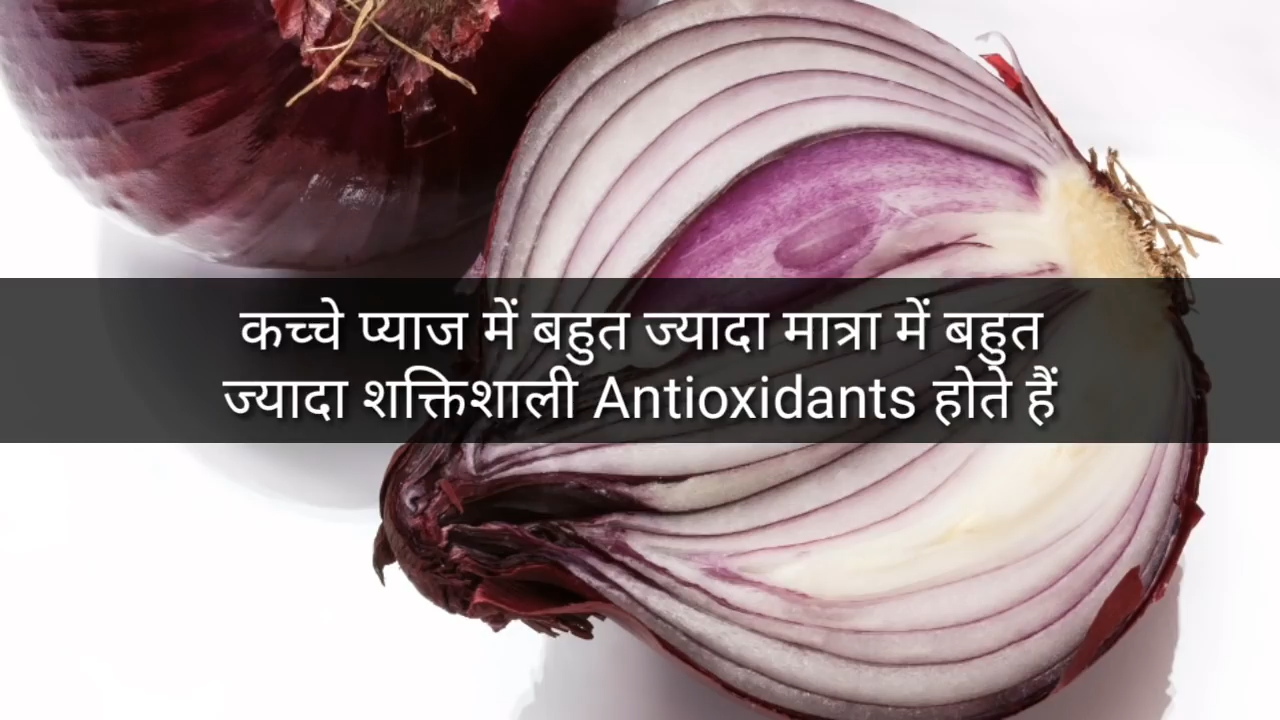 कच्चे प्याज में बहुत ज्यादा मात्रा में बहुत
ज्यादा शक्तिशाली Antioxidants होते हैं